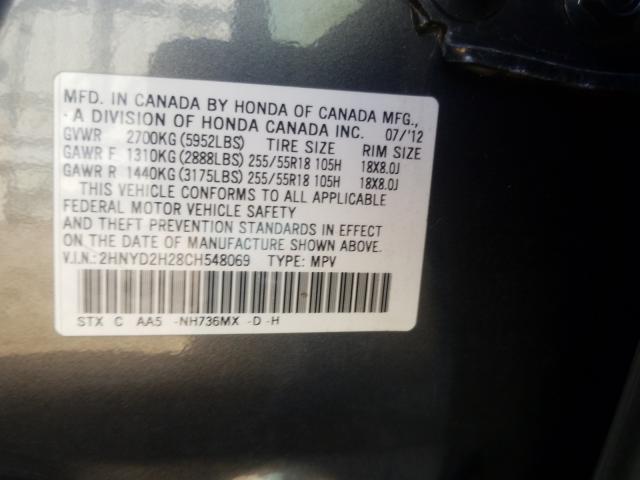 MFD. IN CANADA BY HONDA OF CANADA MFG.,
A DIVISION OF HONDA CANADA INC. 07/'12
GVWR 2700KG (5952LBS) TIRE SIZE RIM SIZE
GAWR F 1310KG (2888LBS) 255/55R18 105H 18X8.0J
GAWR R 1440KG (3175LBS) 255/55R18 105H 18X8.0J
THIS VEHICLE CONFORMS TO ALL APPLICABLE
FEDERAL MOTOR VEHICLE SAFETY
AND THEFT PREVENTION STANDARDS IN EFFECT
ON THE DATE OF MANUFACTURE SHOWN ABOVE.
V.I.N.: 2HNYD2H28CH548069 TYPE: MPV
STX C AA5 -NH736MX -D -H